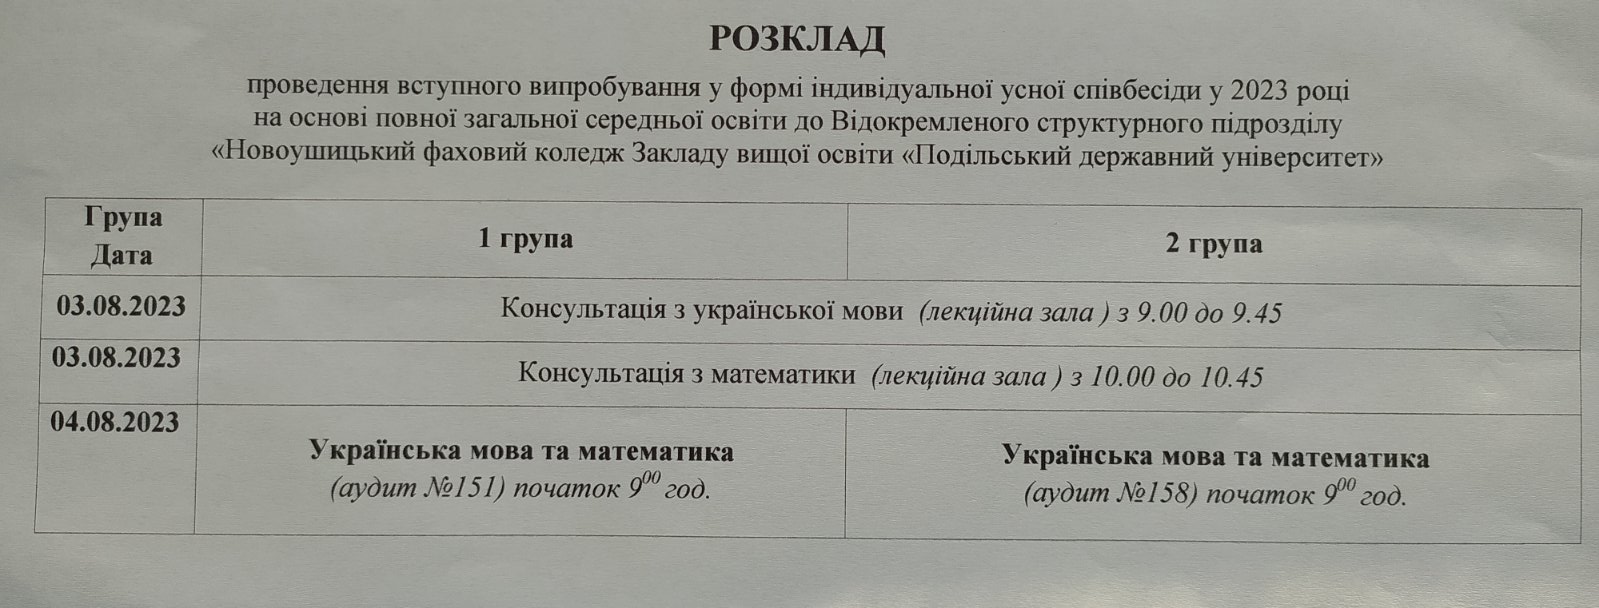 РОЗКЛАД
проведення вступного випробування у формі індивідуальної усної співбесіди у 2023 році
на основі повної загальної середньої освіти до Відокремленого структурного підрозділу
«Новоушицький фаховий коледж Закладу вищої освіти «Подільський державний університет»
Група
Дата
1 група
2 група
03.08.2023
Консультація з української мови (лекційна зала ) з 9.00 до 9.45
03.08.2023
Консультація з математики (лекційна зала ) з 10.00 до 10.45
04.08.2023
Українська мова та математика
(аудит №151) початок 9⁰⁰ год.
Українська мова та математика
(аудит №158) початок 9⁰⁰ год.